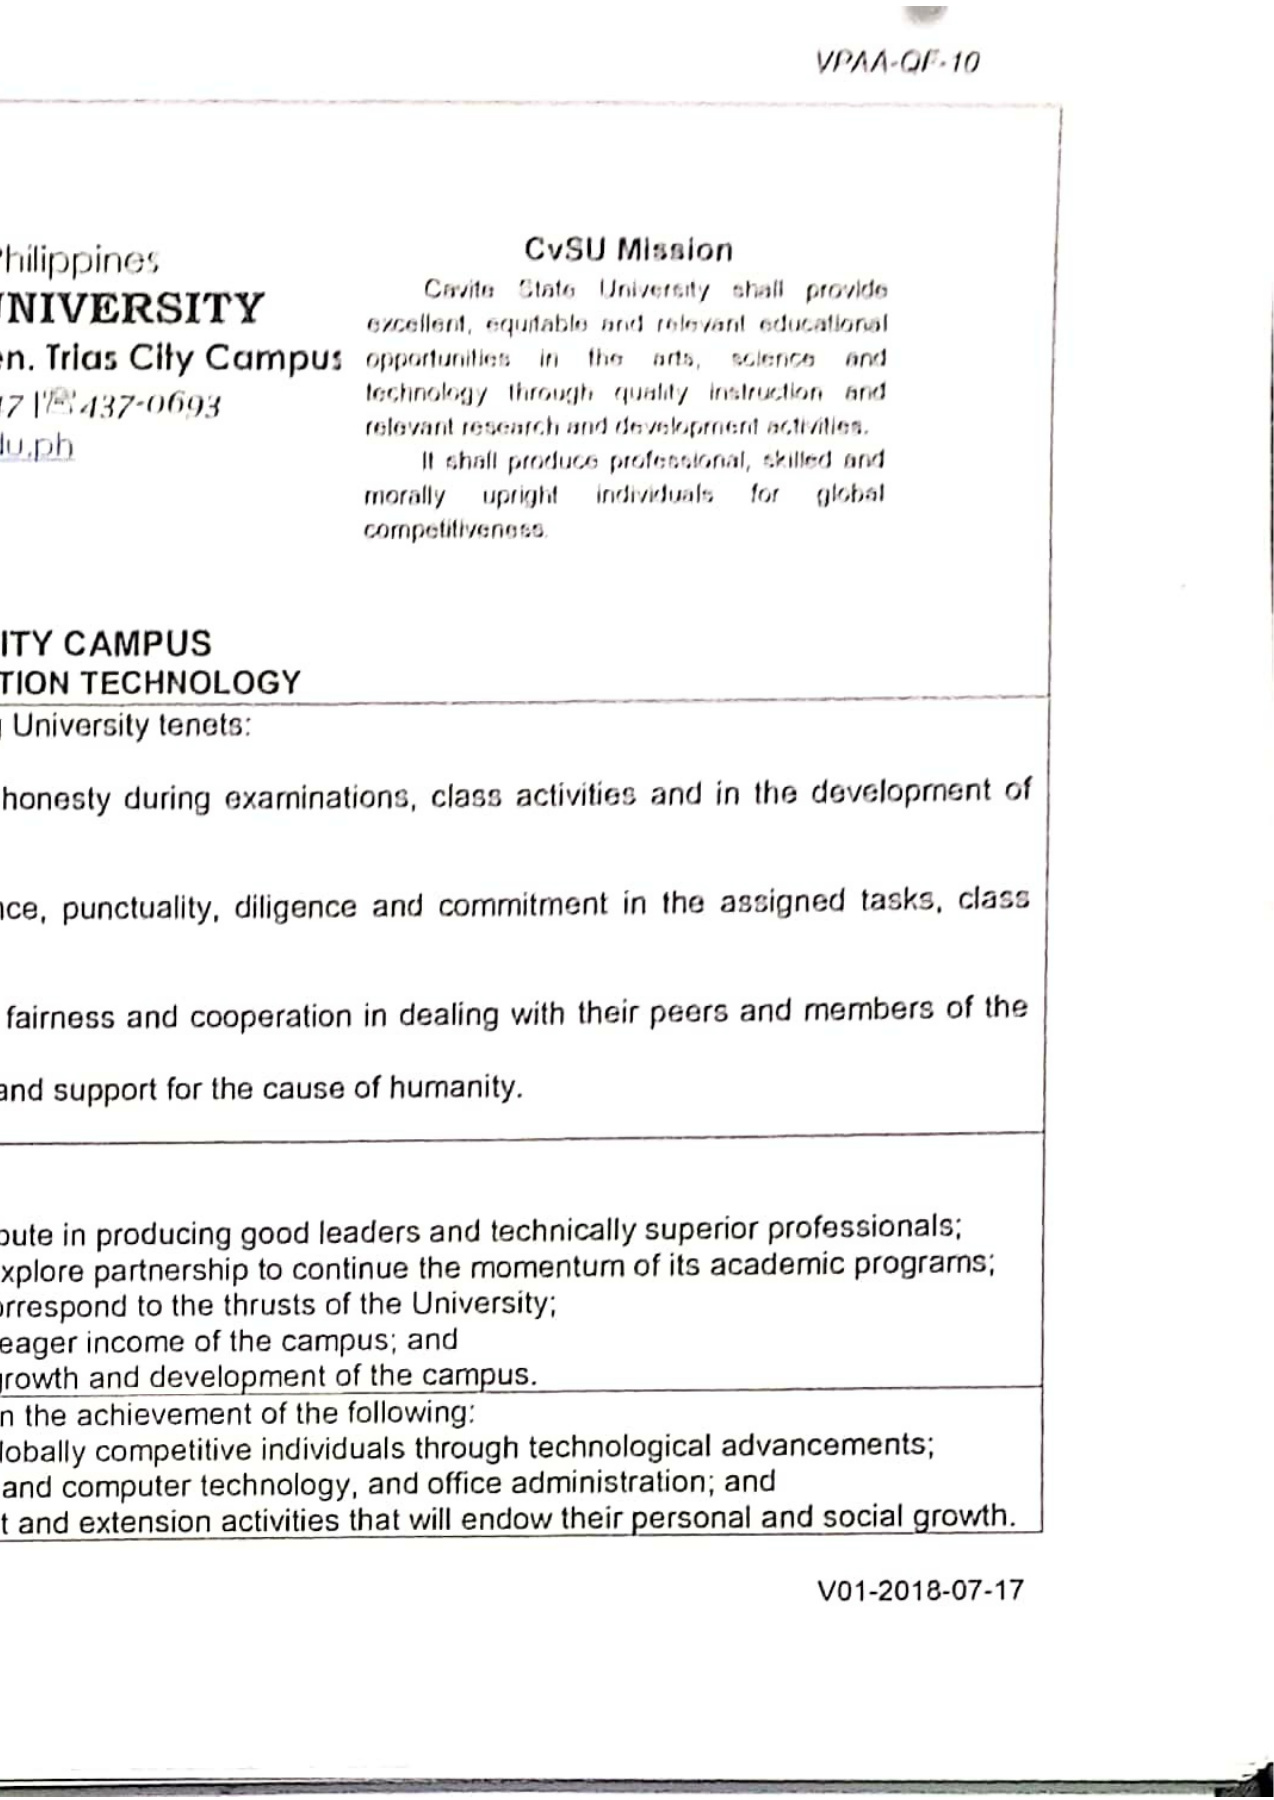 VPAA-QF-10
Philippines
UNIVERSITY
en. Trias City Campus
7 |☏ 437-0693
du.ph
CvSU Mission
Cavite State University shall provide
excellent, equitable and relevant educational
opportunities in the arts, science and
technology through quality instruction and
relevant research and development activities.
It shall produce professional, skilled and
morally upright individuals for global
competitiveness.
ITY CAMPUS
TION TECHNOLOGY
University tenets:
honesty during examinations, class activities and in the development of
nce, punctuality, diligence and commitment in the assigned tasks, class
fairness and cooperation in dealing with their peers and members of the
and support for the cause of humanity.
bute in producing good leaders and technically superior professionals;
xplore partnership to continue the momentum of its academic programs;
orrespond to the thrusts of the University;
eager income of the campus; and
growth and development of the campus.
n the achievement of the following:
lobally competitive individuals through technological advancements;
and computer technology, and office administration; and
t and extension activities that will endow their personal and social growth.
V01-2018-07-17